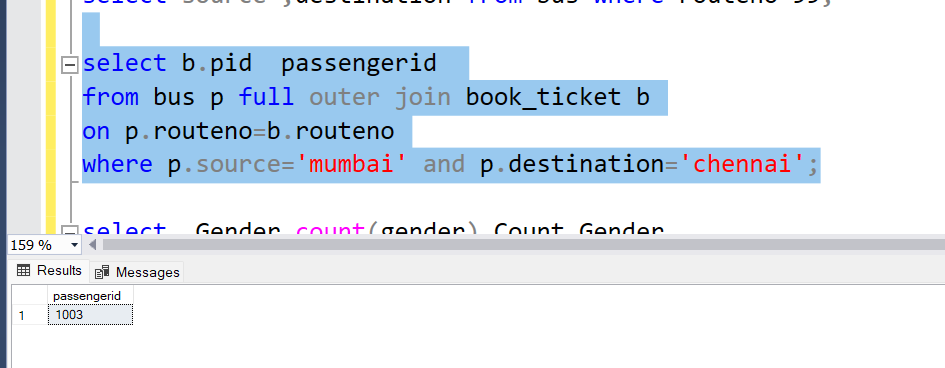 select source ,destination from bus where routeno=99;
select b.pid  passengerid
from bus p full outer join book_ticket b
on p.routeno=b.routeno
where p.source='mumbai' and p.destination='chennai';
select  Gender,count(gender) Count_Gender
159 %
Results Messages
passengerid
1 1003